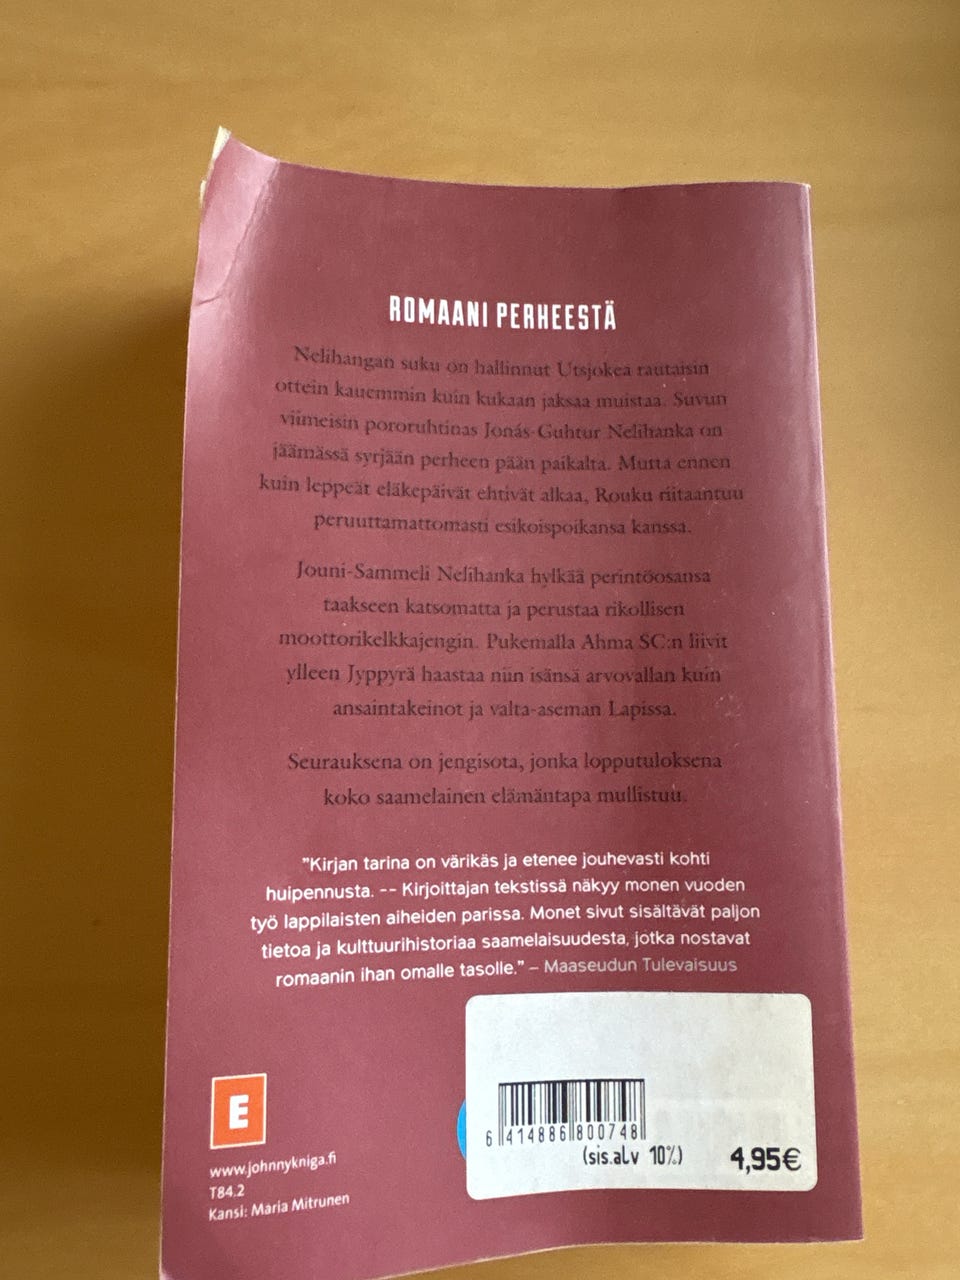 ROMAANI PERHEESTÄ
Nelihangan suku on hallinnut Utsjokea rautaisin
ottein kauemmin kuin kukaan jaksaa muistaa. Suvun
viimeisin pororuhtinas Jonás-Guhtur Nelihanka on
jäämässä syrjään perheen pään paikalta. Mutta ennen
kuin leppeät eläkepäivät ehtivät alkaa, Rouku riitaantuu
peruuttamattomasti esikoispoikansa kanssa.
Jouni-Sammeli Nelihanka hylkää perintöosansa
taakseen katsomatta ja perustaa rikollisen
moottorikelkkajengin. Pukemalla Ahma SC:n liivit
ylleen Jyppyrä haastaa niin isänsä arvovallan kuin
ansaintakeinot ja valta-aseman Lapissa.
Seurauksena on jengisota, jonka lopputuloksena
koko saamelainen elämäntapa mullistuu.
"Kirjan tarina on värikäs ja etenee jouhevasti kohti
huipennusta. -- Kirjoittajan tekstissä näkyy monen vuoden
työ lappilaisten aiheiden parissa. Monet sivut sisältävät paljon
tietoa ja kulttuurihistoriaa saamelaisuudesta, jotka nostavat
romaanin ihan omalle tasolle." – Maaseudun Tulevaisuus
E
www.johnnykniga.fi
T84.2
Kansi: Maria Mitrunen
6 414886 800748
(sis.alv 10%) 4,95€